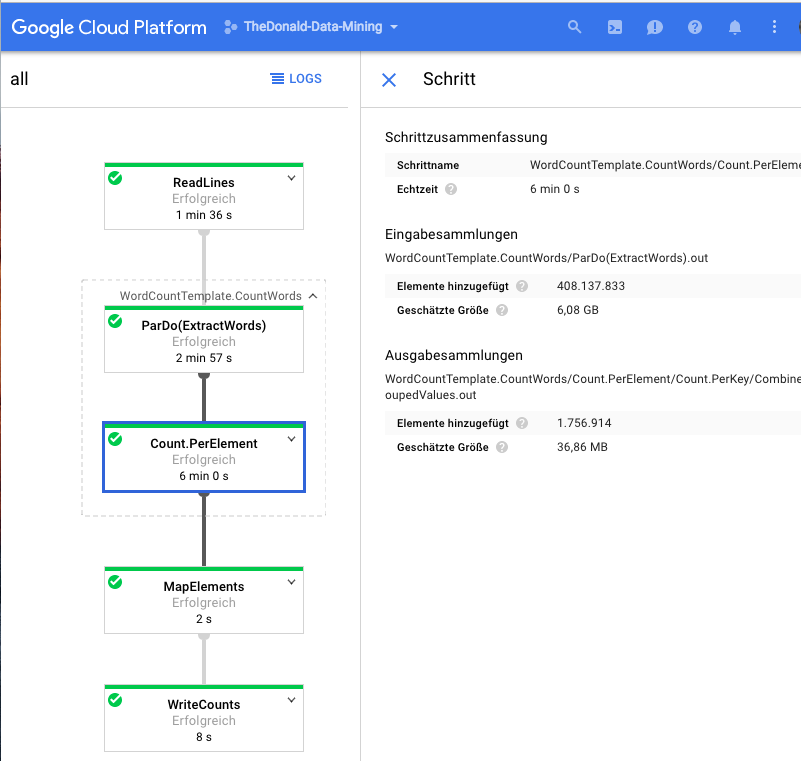 Google Cloud Platform TheDonald-Data-Mining
all LOGS
ReadLines
Erfolgreich
1 min 36 s
WordCountTemplate.CountWords
ParDo(ExtractWords)
Erfolgreich
2 min 57 s
Count.PerElement
Erfolgreich
6 min 0 s
MapElements
Erfolgreich
2 s
WriteCounts
Erfolgreich
8 s
Schritt
Schrittzusammenfassung
Schrittname WordCountTemplate.CountWords/Count.PerEleme
Echtzeit ? 6 min 0 s
Eingabesammlungen
WordCountTemplate.CountWords/ParDo(ExtractWords).out
Elemente hinzugefügt ? 408.137.833
Geschätzte Größe ? 6,08 GB
Ausgabesammlungen
WordCountTemplate.CountWords/Count.PerElement/Count.PerKey/Combine
oupedValues.out
Elemente hinzugefügt ? 1.756.914
Geschätzte Größe ? 36,86 MB